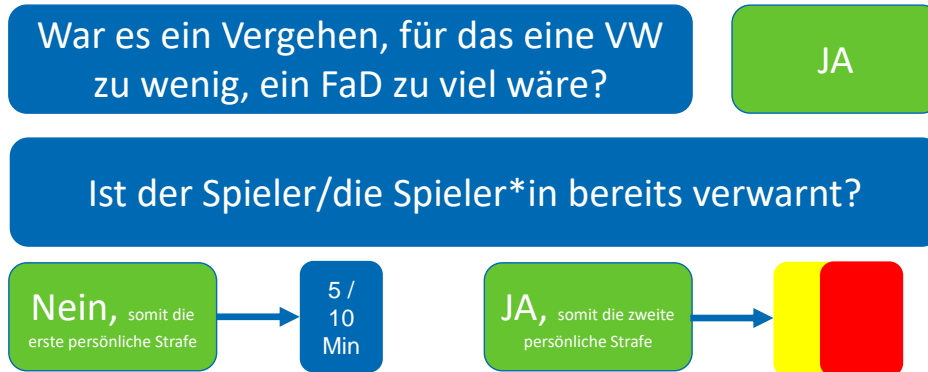 War es ein Vergehen, für das eine VW
zu wenig, ein FaD zu viel wäre?
JA
Ist der Spieler/die Spieler*in bereits verwarnt?
Nein, somit die
erste persönliche Strafe
5 /
10
Min
JA, somit die zweite
persönliche Strafe